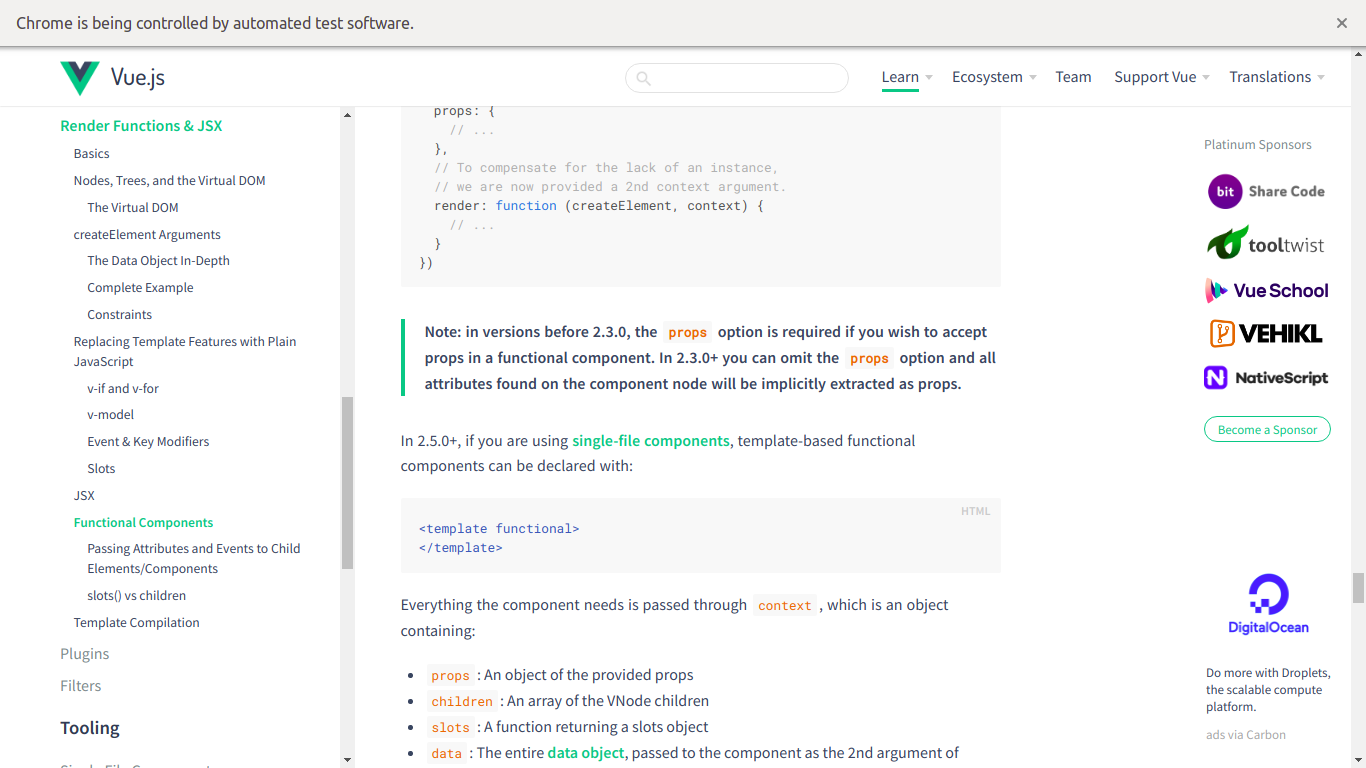 Chrome is being controlled by automated test software.
Vue.js
Learn
Ecosystem
Team
Support Vue
Translations
Render Functions & JSX
Basics
Nodes, Trees, and the Virtual DOM
The Virtual DOM
createElement Arguments
The Data Object In-Depth
Complete Example
Constraints
Replacing Template Features with Plain
JavaScript
v-if and v-for
v-model
Event & Key Modifiers
Slots
JSX
Functional Components
Passing Attributes and Events to Child
Elements/Components
slots() vs children
Template Compilation
Plugins
Filters
Tooling
props: {
// ...
},
// To compensate for the lack of an instance,
// we are now provided a 2nd context argument.
render: function (createElement, context) {
// ...
}
})
Note: in versions before 2.3.0, the props option is required if you wish to accept
props in a functional component. In 2.3.0+ you can omit the props option and all
attributes found on the component node will be implicitly extracted as props.
In 2.5.0+, if you are using single-file components, template-based functional
components can be declared with:
HTML
<template functional>
</template>
Everything the component needs is passed through context , which is an object
containing:
props : An object of the provided props
children : An array of the VNode children
slots : A function returning a slots object
data : The entire data object, passed to the component as the 2nd argument of
Platinum Sponsors
bit Share Code
tooltwist
Vue School
VEHIKL
N NativeScript
Become a Sponsor
DigitalOcean
Do more with Droplets,
the scalable compute
platform.
ads via Carbon